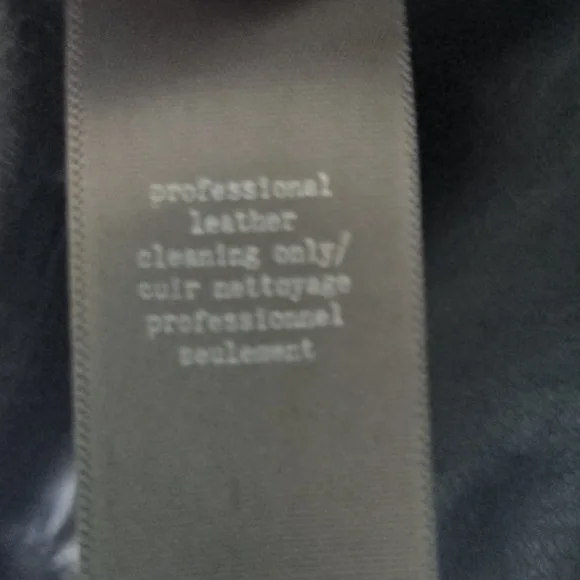 professional
leather
cleaning only/
cuir nettoyage
professionnel
seulement